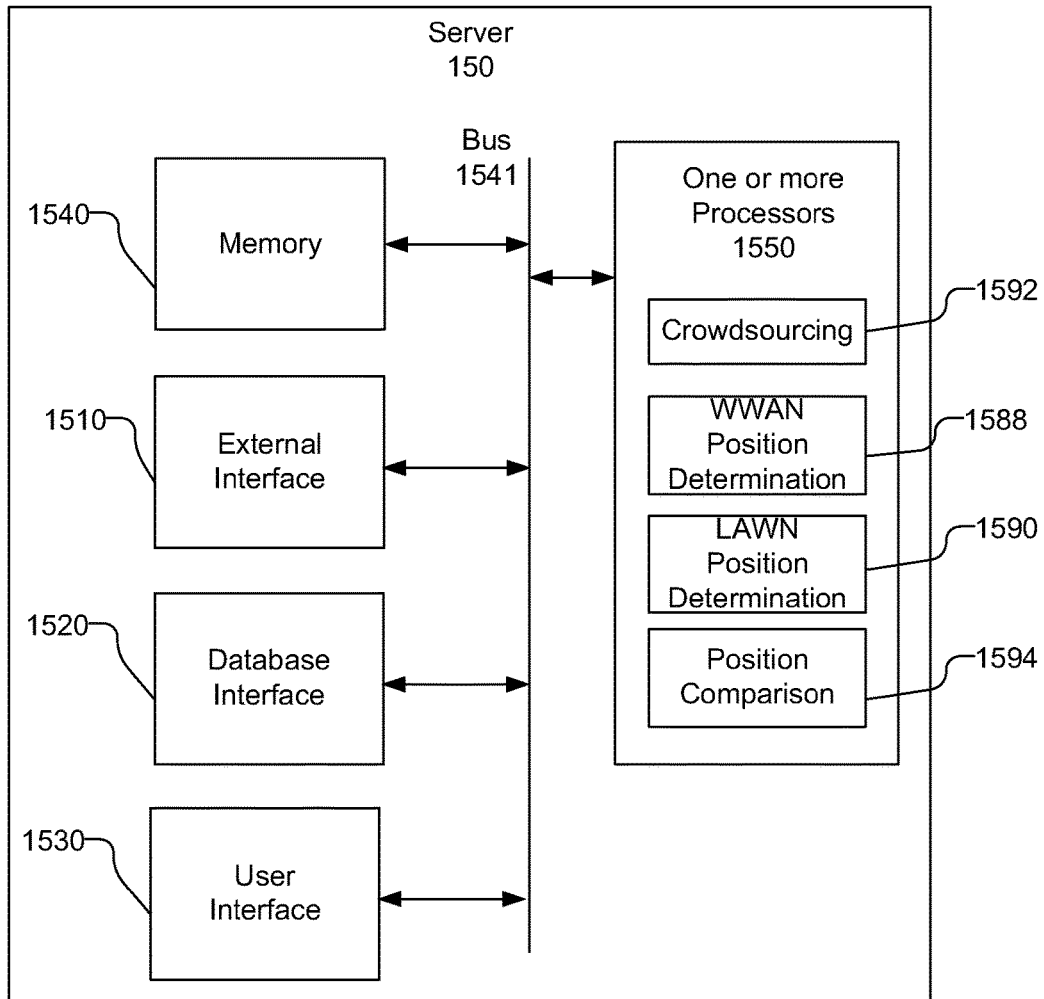 Server
150
Bus
1541
One or more
Processors
1550
1540
Memory
1592
Crowdsourcing
1510
External
Interface
WWAN
Position
Determination
1588
LAWN
Position
Determination
1590
1520
Database
Interface
Position
Comparison
1594
1530
User
Interface